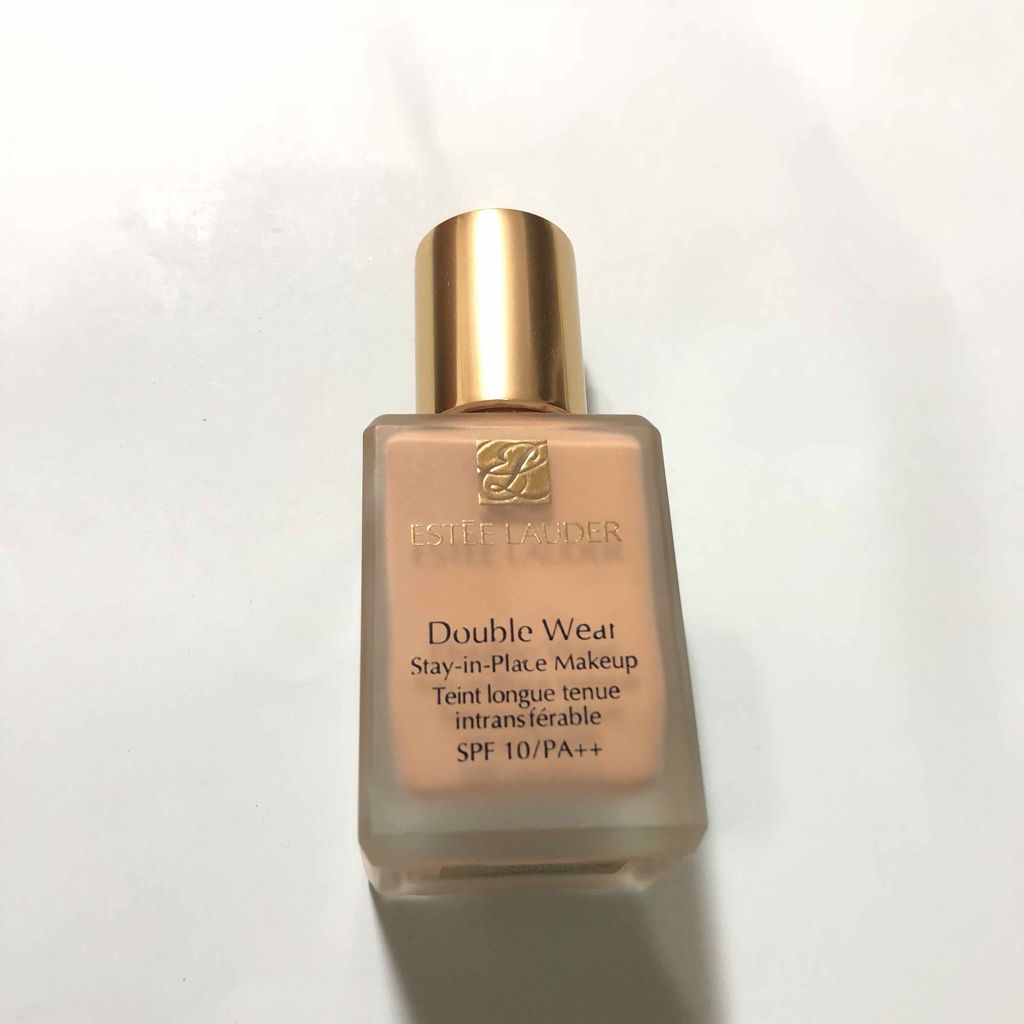 ESTĒE LAUDER
Double Wear
Stay-in-Place Makeup
Teint longue tenue
intransférable
SPF 10/PA++